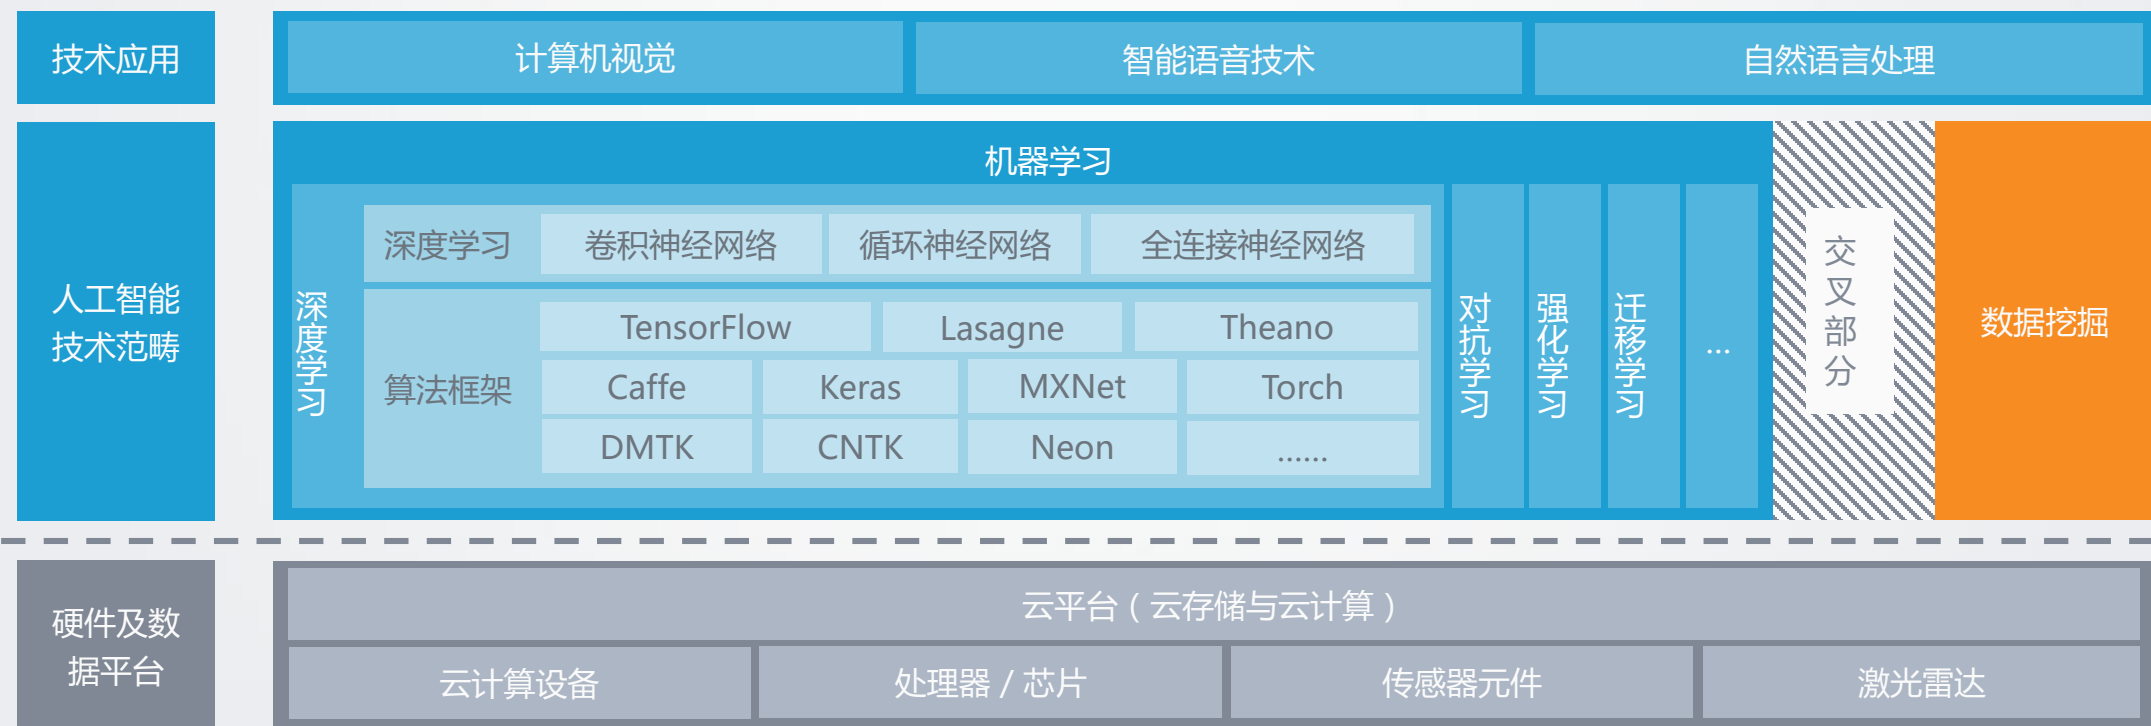 技术应用
计算机视觉
智能语音技术
自然语言处理
人工智能
技术范畴
机器学习
深度学习
深度学习
卷积神经网络
循环神经网络
全连接神经网络
算法框架
TensorFlow
Lasagne
Theano
Caffe
Keras
MXNet
Torch
DMTK
CNTK
Neon
......
对抗学习
强化学习
迁移学习
...
交叉部分
数据挖掘
硬件及数
据平台
云平台（云存储与云计算）
云计算设备
处理器 / 芯片
传感器元件
激光雷达